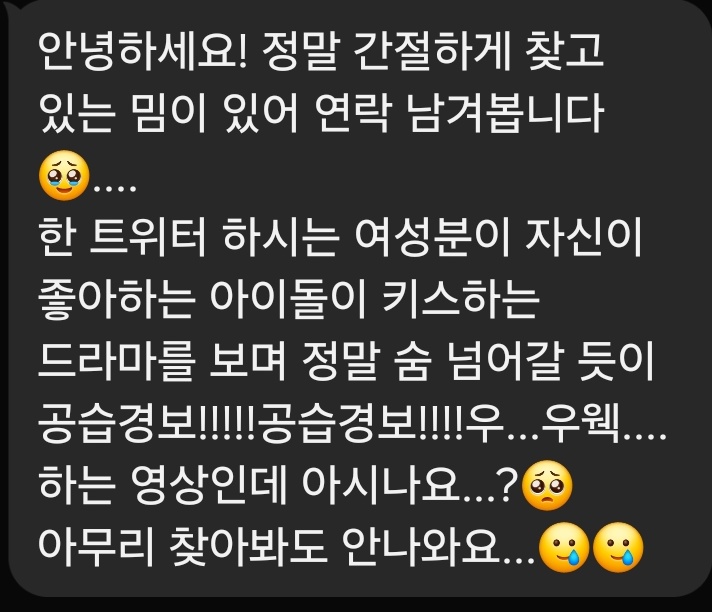 안녕하세요! 정말 간절하게 찾고
있는 밈이 있어 연락 남겨봅니다
🥹....
한 트위터 하시는 여성분이 자신이
좋아하는 아이돌이 키스하는
드라마를 보며 정말 숨 넘어갈 듯이
공습경보!!!!!공습경보!!!!우...우웩....
하는 영상인데 아시나요...?🥺
아무리 찾아봐도 안나와요...🥲🥲